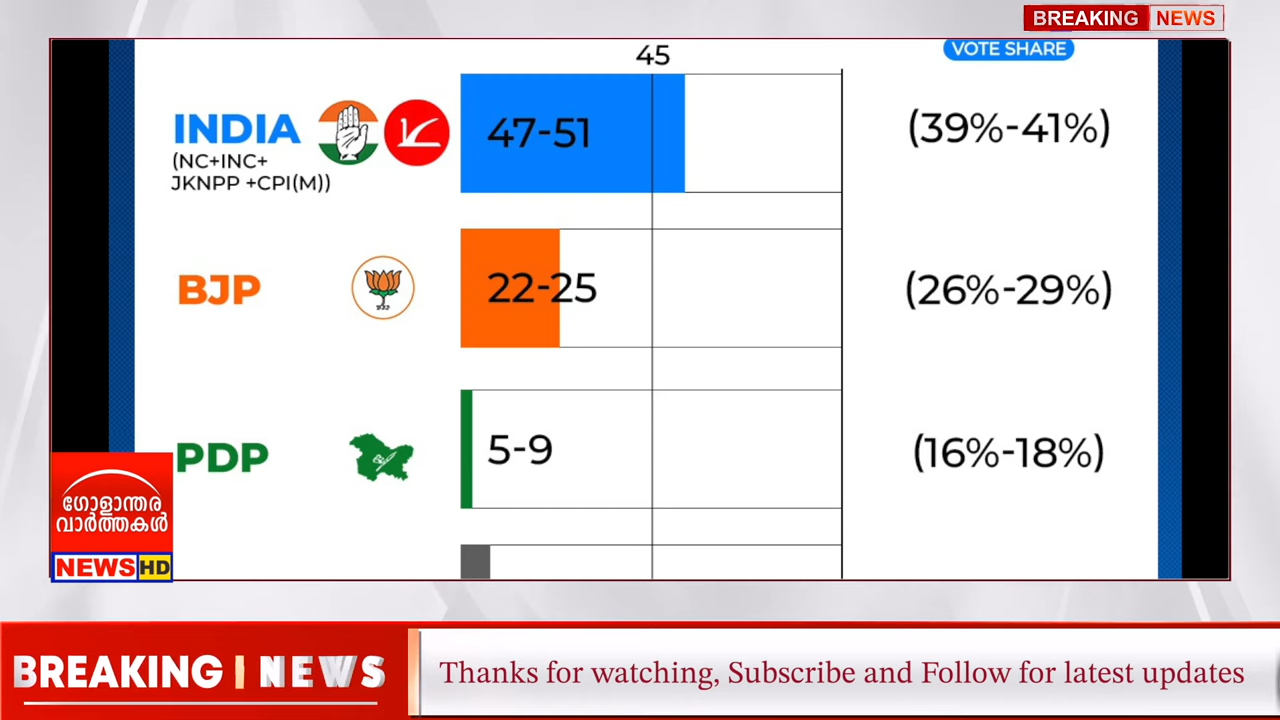 BREAKING NEWS
45
VOTE SHARE
INDIA
(NC+INC+
JKNPP +CPI(M))
47-51
(39%-41%)
BJP
BJP
22-25
(26%-29%)
PDP
5-9
(16%-18%)
ഗോളാന്തര
വാർത്തകൾ
NEWS HD
BREAKING NEWS
Thanks for watching, Subscribe and Follow for latest updates